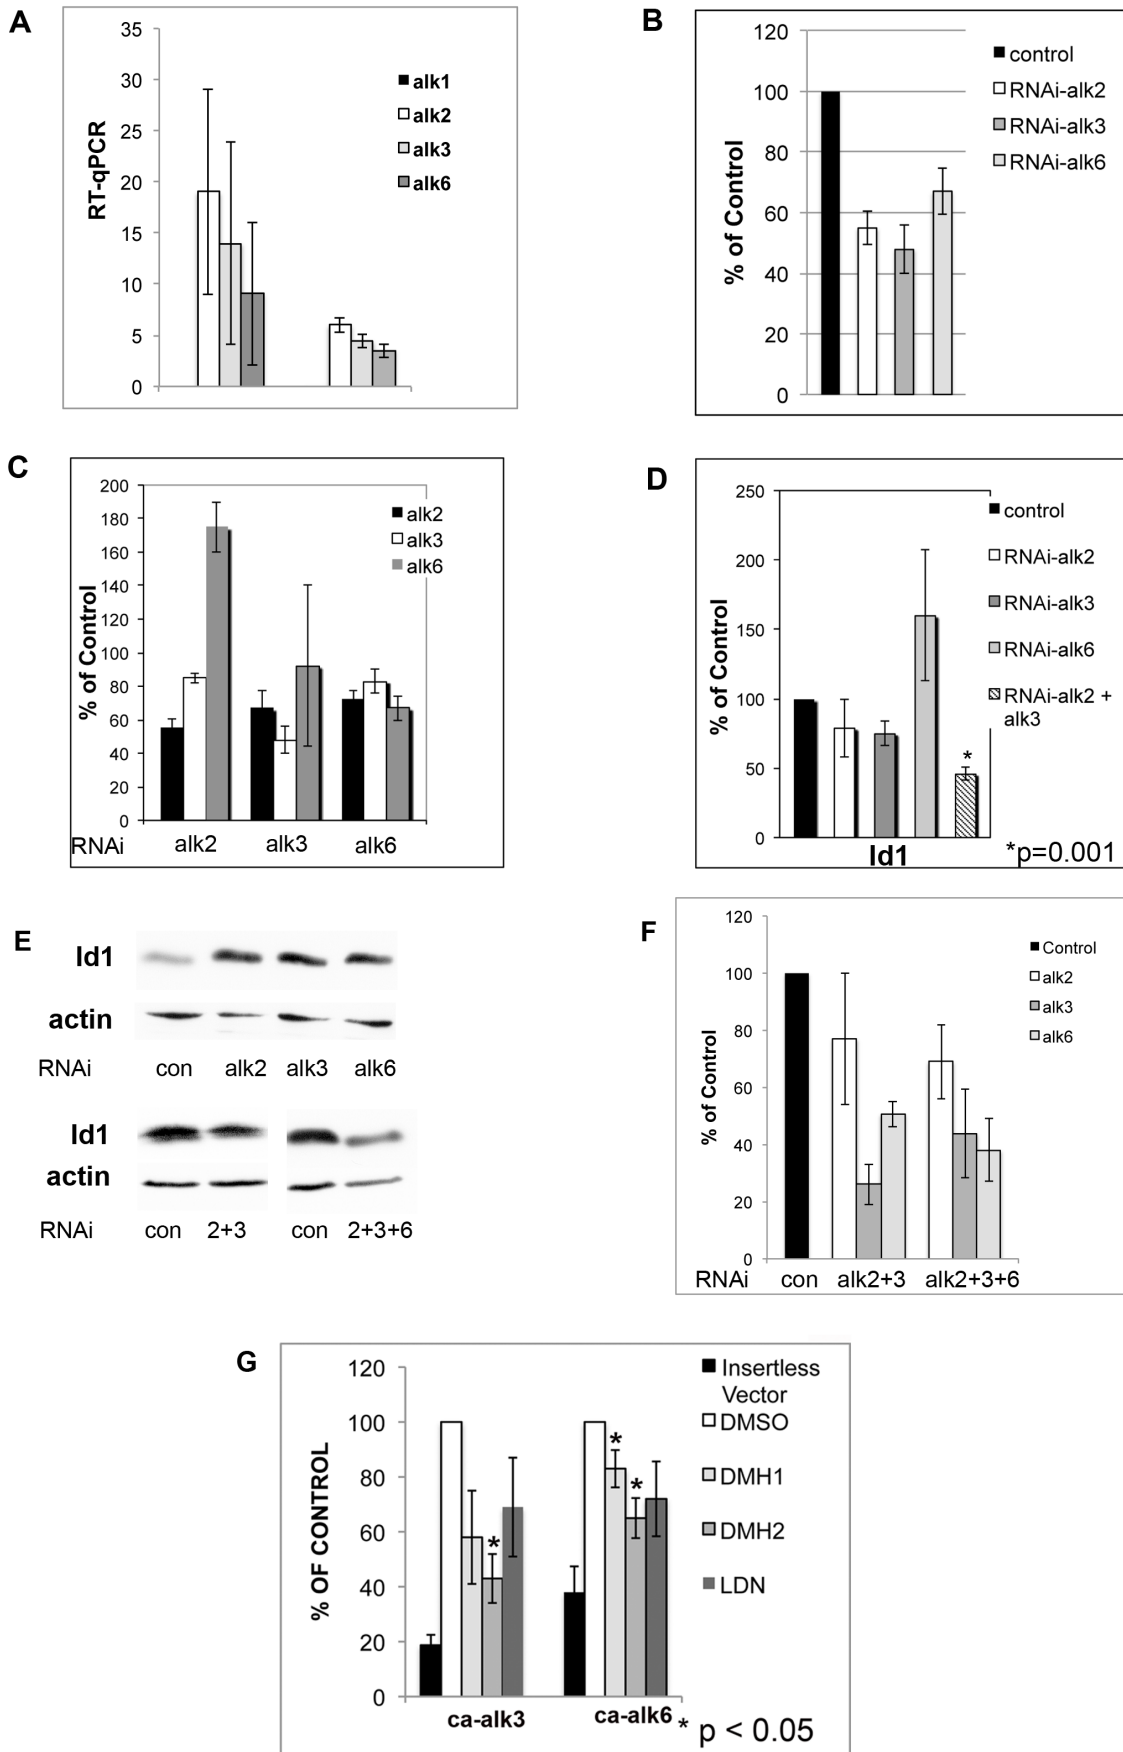 A
RT-qPCR
35
30
25
20
15
10
5
0
alk1
alk2
alk3
alk6
B
% of Control
120
100
80
60
40
20
0
control
RNAi-alk2
RNAi-alk3
RNAi-alk6
C
% of Control
200
180
160
140
120
100
80
60
40
20
0
alk2
alk3
alk6
RNAi alk2 alk3 alk6
D
% of Control
250
200
150
100
50
0
control
RNAi-alk2
RNAi-alk3
RNAi-alk6
RNAi-alk2 +
alk3
*
Id1
*p=0.001
E
Id1
actin
RNAi con alk2 alk3 alk6
Id1
actin
RNAi con 2+3 con 2+3+6
F
% of Control
120
100
80
60
40
20
0
Control
alk2
alk3
alk6
RNAi con alk2+3 alk2+3+6
G
% OF CONTROL
120
100
80
60
40
20
0
* * *
Insertless
Vector
DMSO
DMH1
DMH2
LDN
ca-alk3 ca-alk6
* p < 0.05